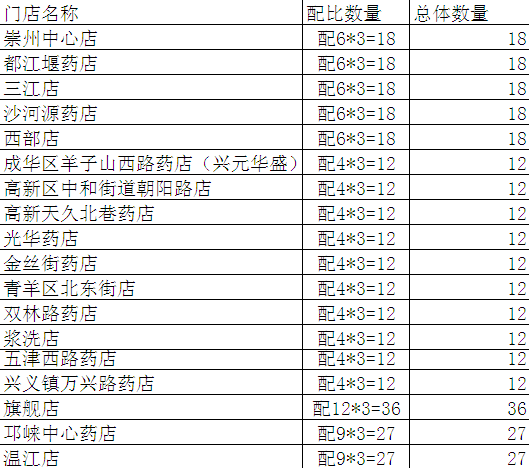 门店名称 配比数量 总体数量
崇州中心店 配6*3=18 18
都江堰药店 配6*3=18 18
三江店 配6*3=18 18
沙河源药店 配6*3=18 18
西部店 配6*3=18 18
成华区羊子山西路药店（兴元华盛） 配4*3=12 12
高新区中和街道朝阳路店 配4*3=12 12
高新天久北巷药店 配4*3=12 12
光华药店 配4*3=12 12
金丝街药店 配4*3=12 12
青羊区北东街店 配4*3=12 12
双林路药店 配4*3=12 12
浆洗店 配4*3=12 12
五津西路药店 配4*3=12 12
兴义镇万兴路药店 配4*3=12 12
旗舰店 配12*3=36 36
邛崃中心药店 配9*3=27 27
温江店 配9*3=27 27